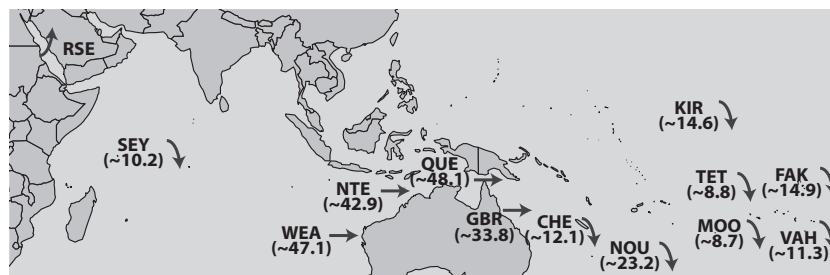 RSE
KIR
(~14.6)
SEY
(~10.2)
QUE
(~48.1)
TET
(~8.8)
FAK
(~14.9)
NTE
(~42.9)
GBR
(~33.8)
CHE
(~12.1)
MOO
(~8.7)
WEA
(~47.1)
NOU
(~23.2)
VAH
(~11.3)